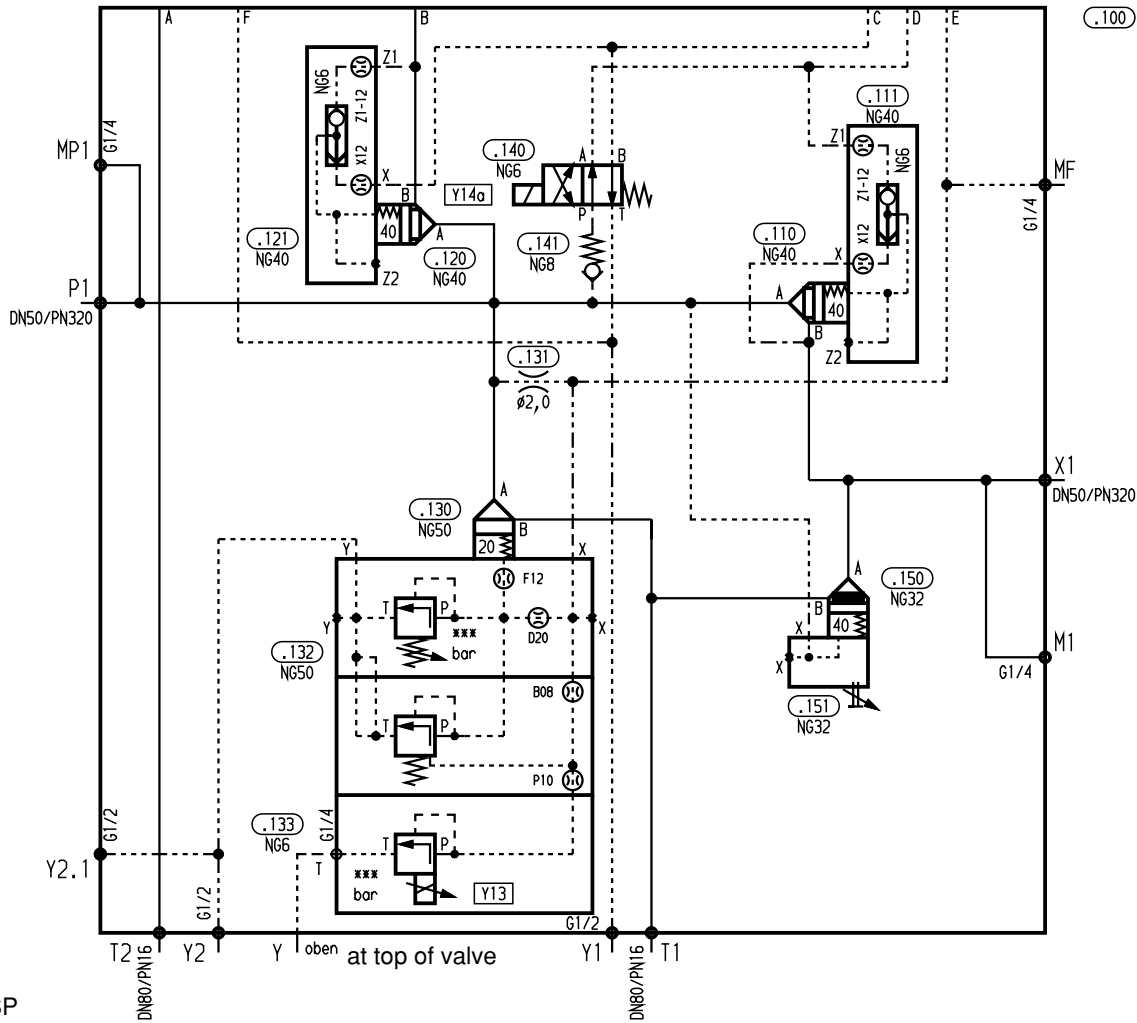 A F B C D E .100
NG6 Z1
Z1-12
X12
X
G1/4
MP1
.111
NG40
Z1
NG6
Z1-12
X12
X
.140
NG6
A B
P T
Y14a
MF
G1/4
B
40
A
.121
NG40
.120
NG40
Z2
.141
NG8
.110
NG40
P1
DN50/PN320
A
40
B
Z2
.131
ø2,0
X1
DN50/PN320
A
.130
NG50
B
20
Y X
F12
T P
D20
Y X
*** bar
.132
NG50
A
.150
NG32
B
40
X
X
.151
NG32
M1
G1/4
B08
T P
P10
.133
NG6
G1/4
T P
T
*** bar
Y13
G1/2
Y2.1
G1/2
G1/2
T2 Y2 Y oben at top of valve Y1 T1
DN80/PN16
DN80/PN16
P